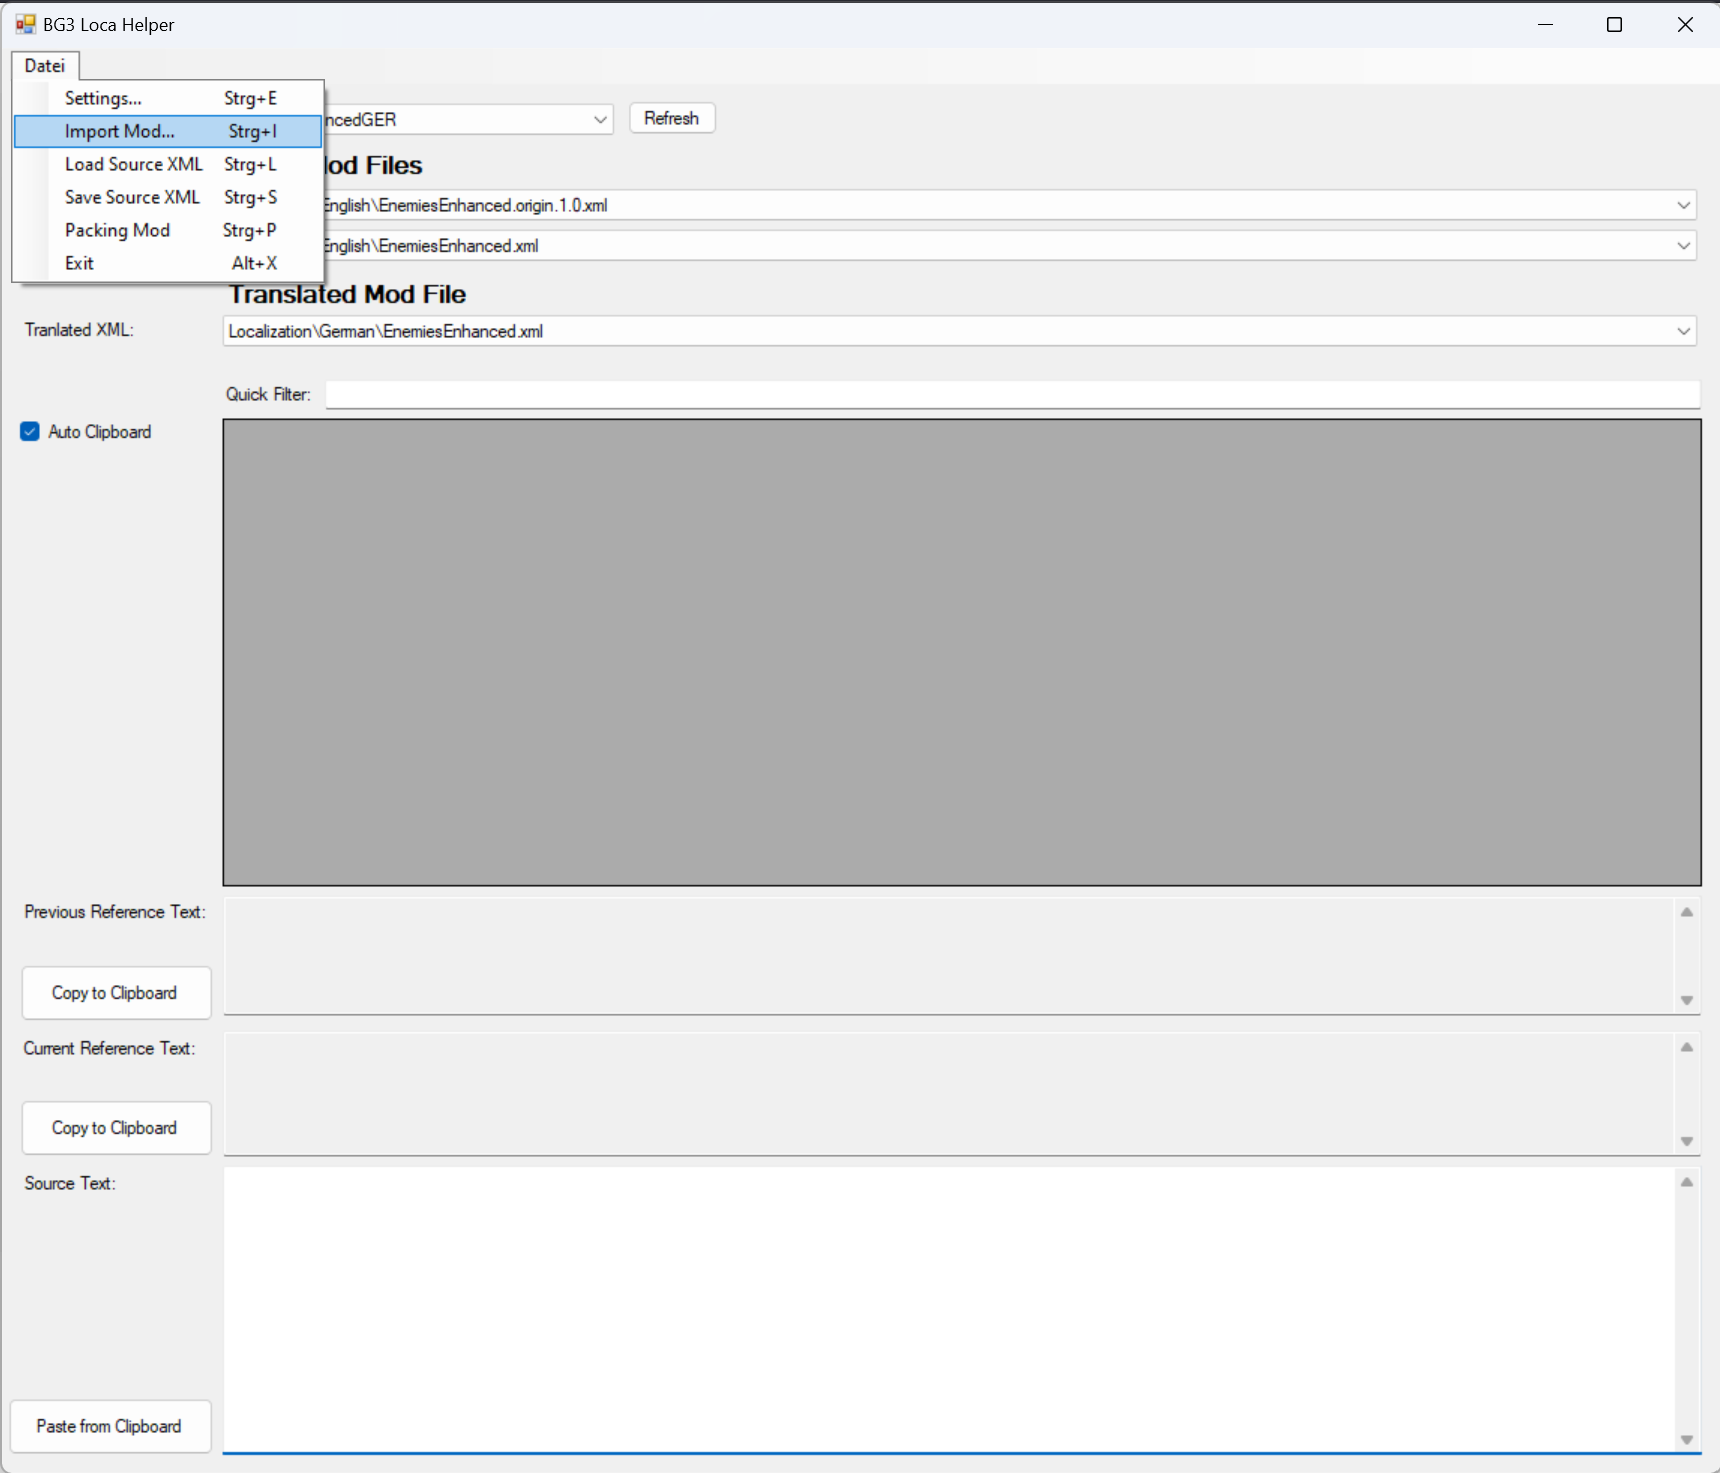 BG3 Loca Helper
Datei
Settings... Strg+E
Import Mod... Strg+I
Load Source XML Strg+L
Save Source XML Strg+S
Packing Mod Strg+P
Exit Alt+X
ncedGER
Refresh
od Files
English\EnemiesEnhanced.origin.1.0.xml
English\EnemiesEnhanced.xml
Translated Mod File
Tranlated XML: Localization\German\EnemiesEnhanced.xml
Quick Filter:
Auto Clipboard
Previous Reference Text:
Copy to Clipboard
Current Reference Text:
Copy to Clipboard
Source Text:
Paste from Clipboard